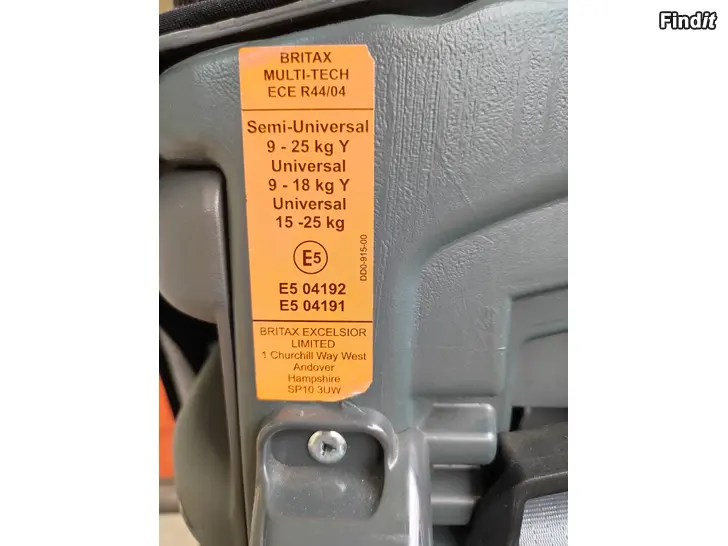 Findit
BRITAX
MULTI-TECH
ECE R44/04
Semi-Universal
9 - 25 kg Y
Universal
9 - 18 kg Y
Universal
15 -25 kg
E5
DD0-915-00
E5 04192
E5 04191
BRITAX EXCELSIOR
LIMITED
1 Churchill Way West
Andover
Hampshire
SP10 3UW